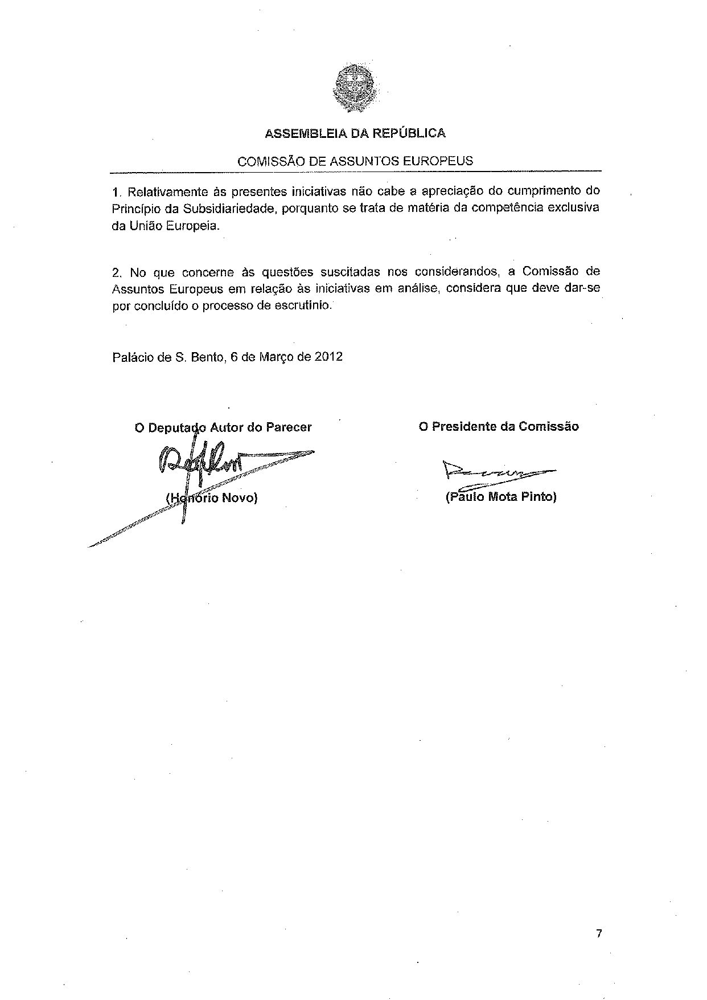 ASSEMBLEIA DA REPÚBLICA
COMISSÃO DE ASSUNTOS EUROPEUS
1. Relativamente às presentes iniciativas não cabe a apreciação do cumprimento do
Princípio da Subsidiariedade, porquanto se trata de matéria da competência exclusiva
da União Europeia.
2. No que concerne às questões suscitadas nos considerandos, a Comissão de
Assuntos Europeus em relação às iniciativas em análise, considera que deve dar-se
por concluído o processo de escrutínio.
Palácio de S. Bento, 6 de Março de 2012
O Deputado Autor do Parecer O Presidente da Comissão
(Honório Novo) (Paulo Mota Pinto)
7